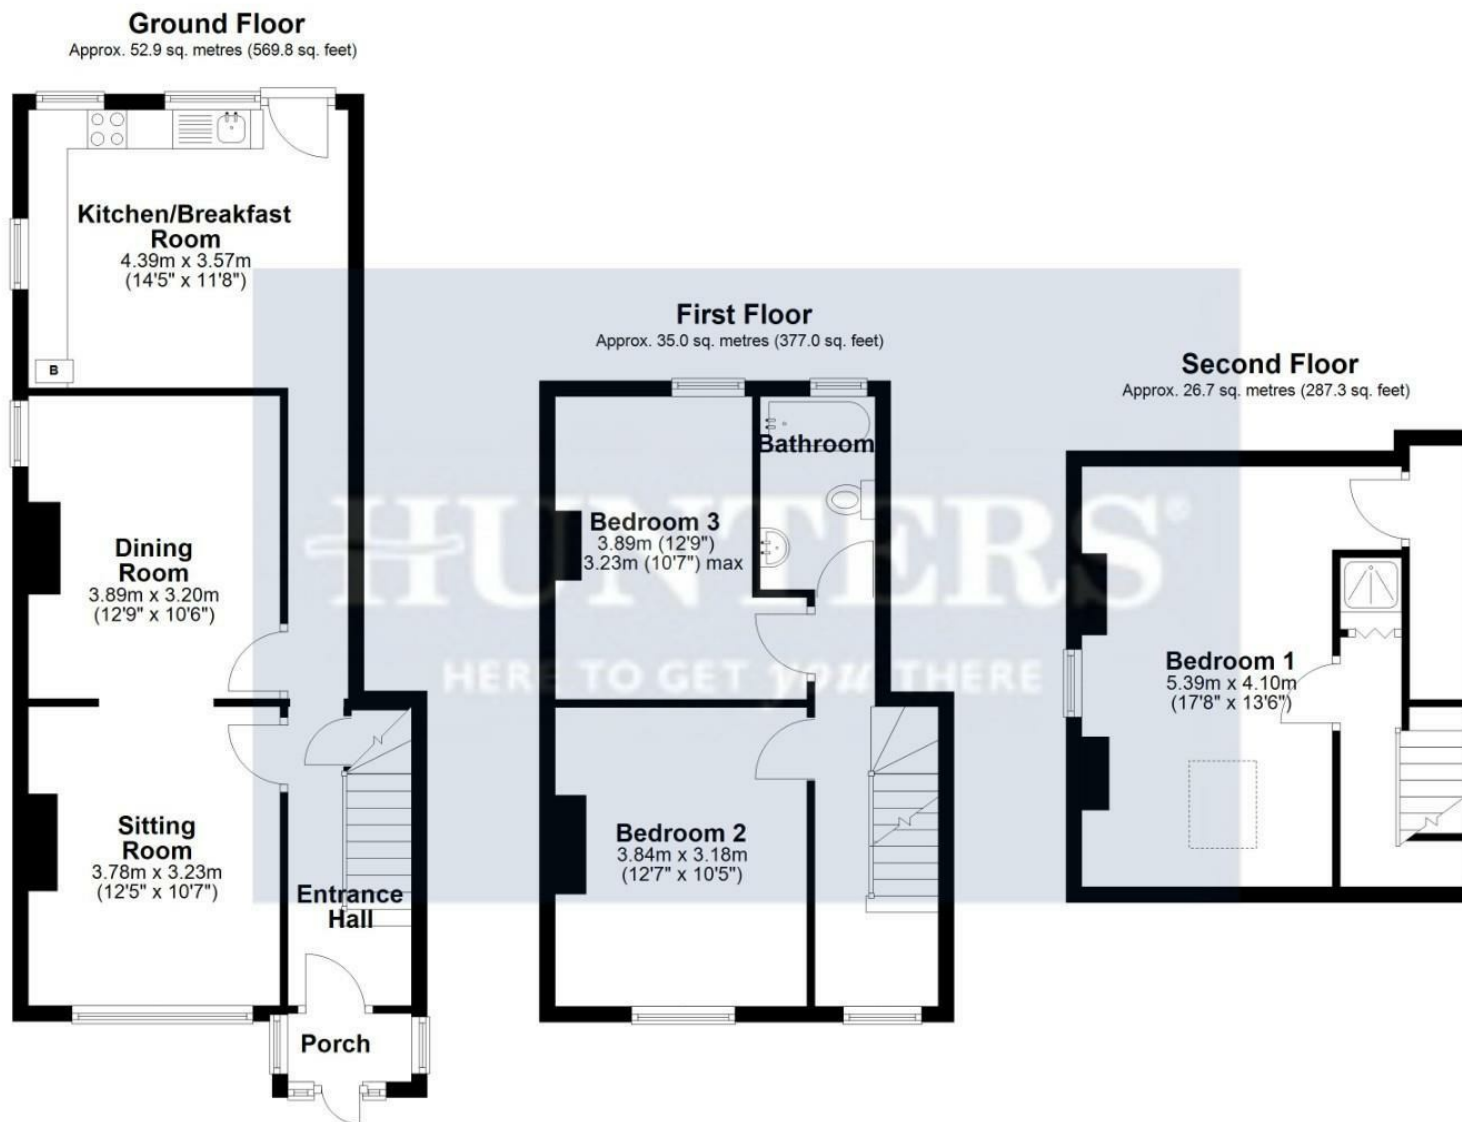 Ground Floor
Approx. 52.9 sq. metres (569.8 sq. feet)
Kitchen/Breakfast
Room
4.39m x 3.57m
(14'5" x 11'8")
B
Dining
Room
3.89m x 3.20m
(12'9" x 10'6")
Sitting
Room
3.78m x 3.23m
(12'5" x 10'7")
Entrance
Hall
Porch
First Floor
Approx. 35.0 sq. metres (377.0 sq. feet)
Bathroom
Bedroom 3
3.89m (12'9")
3.23m (10'7") max
Bedroom 2
3.84m x 3.18m
(12'7" x 10'5")
Second Floor
Approx. 26.7 sq. metres (287.3 sq. feet)
Bedroom 1
5.39m x 4.10m
(17'8" x 13'6")
HUNTERS®
HERE TO GET you THERE